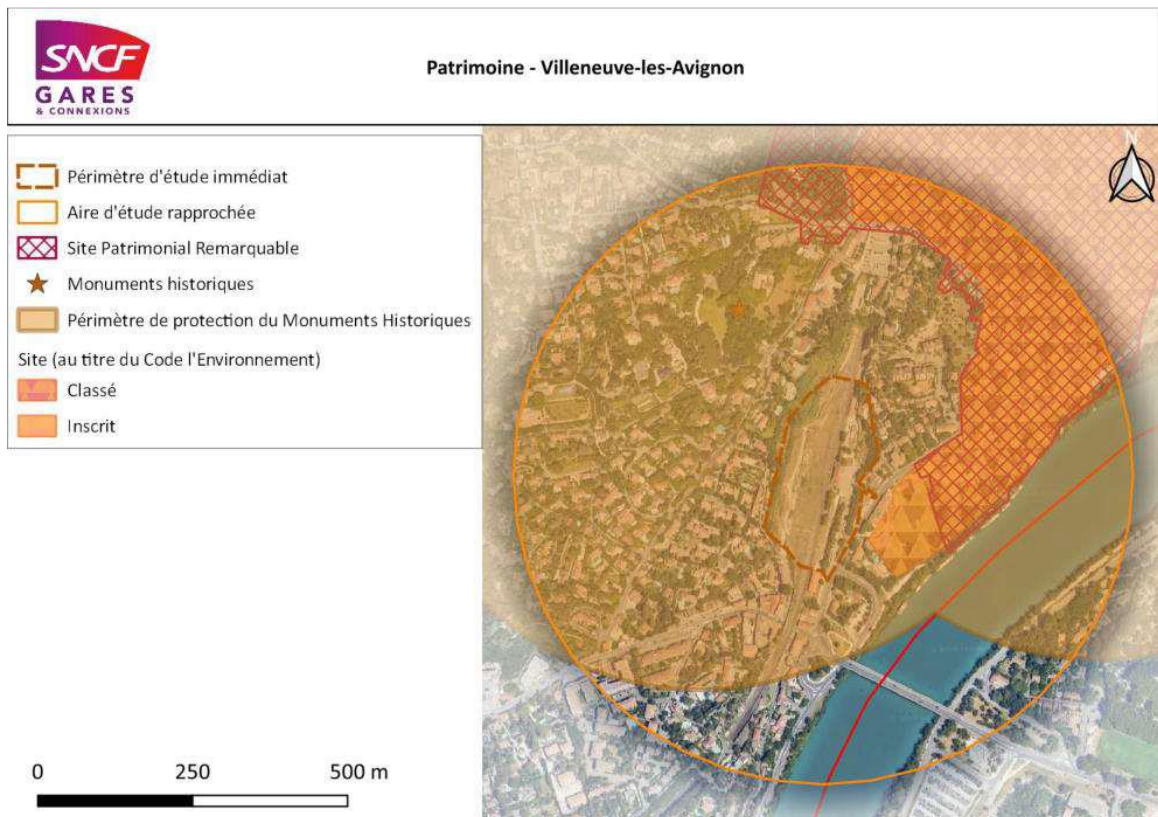 SNCF
GARES
& CONNEXIONS
Patrimoine - Villeneuve-les-Avignon
N
Périmètre d'étude immédiat
Aire d'étude rapprochée
Site Patrimonial Remarquable
Monuments historiques
Périmètre de protection du Monuments Historiques
Site (au titre du Code l'Environnement)
Classé
Inscrit
0 250 500 m